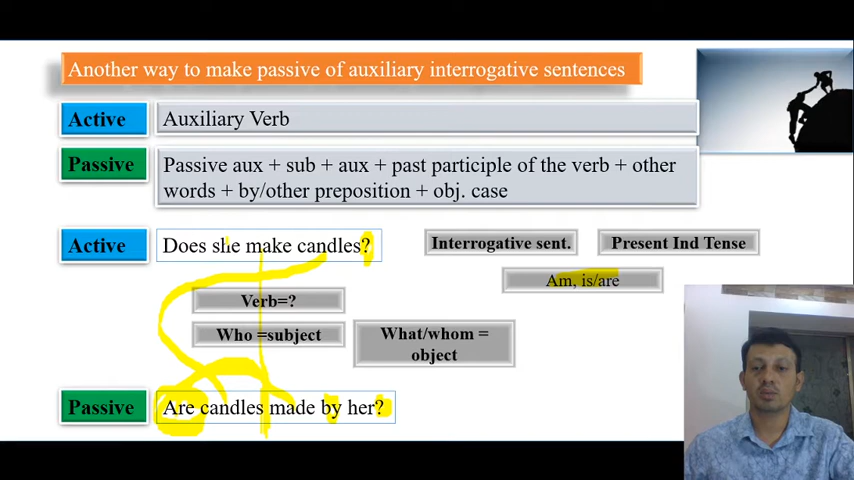 Another way to make passive of auxiliary interrogative sentences
Active
Auxiliary Verb
Passive
Passive aux + sub + aux + past participle of the verb + other
words + by/other preposition + obj. case
Active
Does she make candles?
Interrogative sent.
Present Ind Tense
Am, is/are
Verb=?
Who =subject
What/whom =
object
Passive
Are candles made by her?